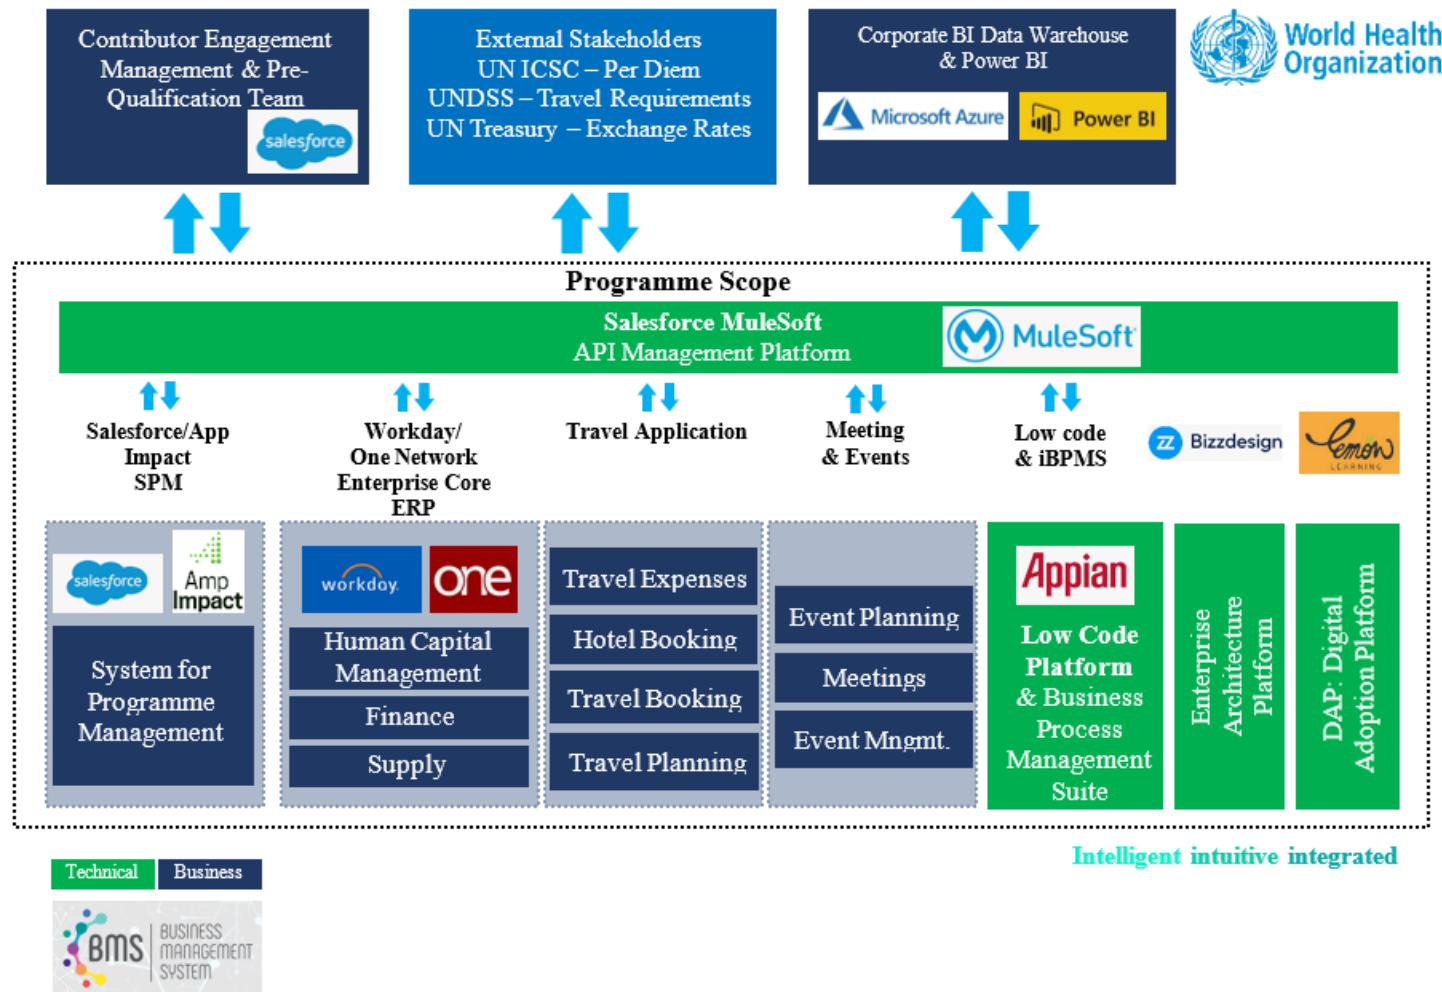 Contributor Engagement
Management & Pre-
Qualification Team
salesforce
External Stakeholders
UN ICSC – Per Diem
UNDSS – Travel Requirements
UN Treasury – Exchange Rates
Corporate BI Data Warehouse
& Power BI
Microsoft Azure
Power BI
World Health
Organization
Programme Scope
Salesforce MuleSoft
API Management Platform
MuleSoft
Salesforce/App
Impact
SPM
Workday/
One Network
Enterprise Core
ERP
Travel Application
Meeting
& Events
Low code
& iBPMS
Bizzdesign
Lemon
LEARNING
salesforce
Amp
Impact
System for
Programme
Management
workday.
one
Human Capital
Management
Finance
Supply
Travel Expenses
Hotel Booking
Travel Booking
Travel Planning
Event Planning
Meetings
Event Mngmt.
Appian
Low Code
Platform
& Business
Process
Management
Suite
Enterprise
Architecture
Platform
DAP: Digital
Adoption Platform
Intelligent intuitive integrated
Technical
Business
BMS
BUSINESS
MANAGEMENT
SYSTEM